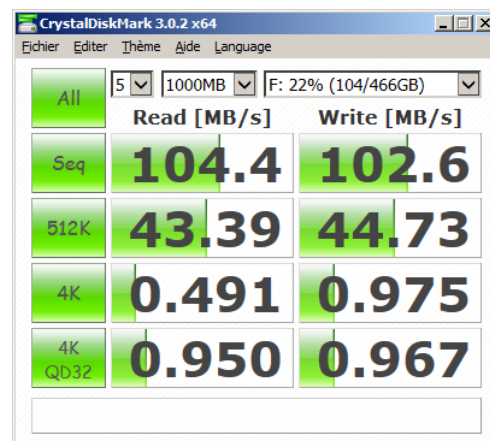 CrystalDiskMark 3.0.2 x64
Fichier Editer Thème Aide Language
All 5 1000MB F: 22% (104/466GB)
Read [MB/s] Write [MB/s]
Seq 104.4 102.6
512K 43.39 44.73
4K 0.491 0.975
4K QD32 0.950 0.967